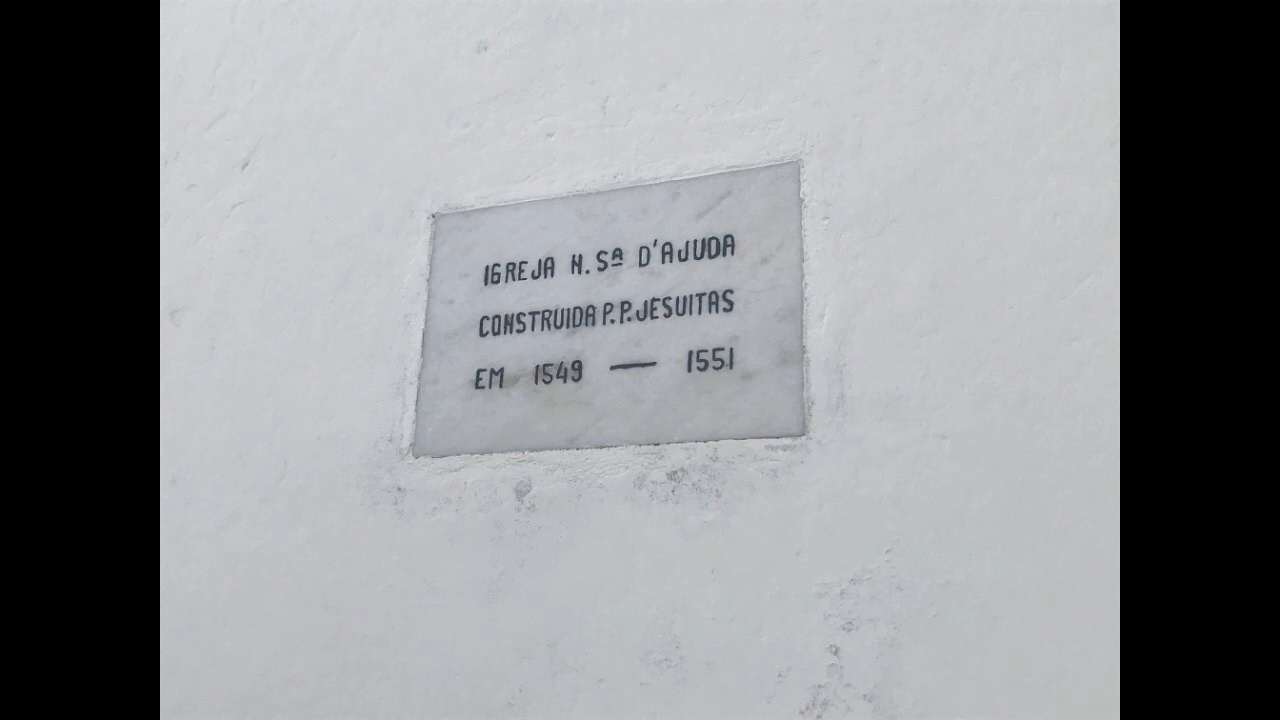 IGREJA N. Sª D'AJUDA
CONSTRUIDA P.P. JESUITAS
EM 1549 — 1551